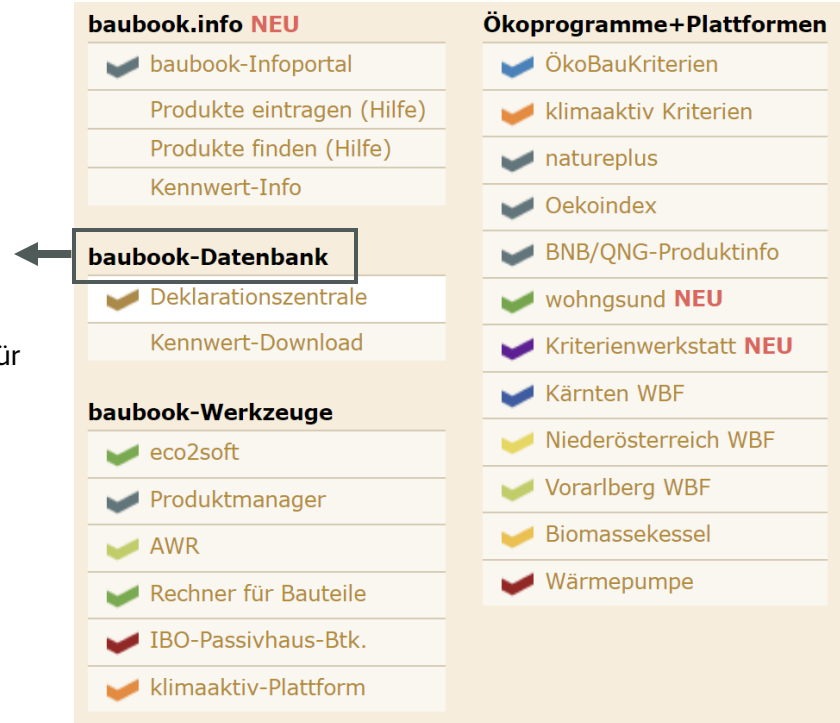 baubook.info NEU
baubook-Infoportal
Produkte eintragen (Hilfe)
Produkte finden (Hilfe)
Kennwert-Info
baubook-Datenbank
Deklarationszentrale
Kennwert-Download
ür
baubook-Werkzeuge
eco2soft
Produktmanager
AWR
Rechner für Bauteile
IBO-Passivhaus-Btk.
klimaaktiv-Plattform
Ökoprogramme+Plattformen
ÖkoBauKriterien
klimaaktiv Kriterien
natureplus
Oekoindex
BNB/QNG-Produktinfo
wohngsund NEU
Kriterienwerkstatt NEU
Kärnten WBF
Niederösterreich WBF
Vorarlberg WBF
Biomassekessel
Wärmepumpe